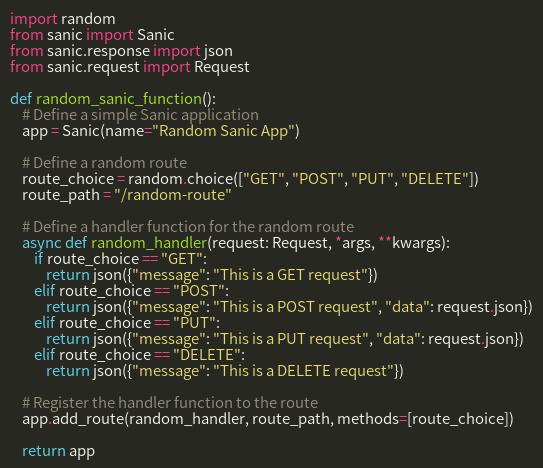 import random
from sanic import Sanic
from sanic.response import json
from sanic.request import Request

def random_sanic_function():
    # Define a simple Sanic application
    app = Sanic(name="Random Sanic App")

    # Define a random route
    route_choice = random.choice(["GET", "POST", "PUT", "DELETE"])
    route_path = "/random-route"

    # Define a handler function for the random route
    async def random_handler(request: Request, *args, **kwargs):
        if route_choice == "GET":
            return json({"message": "This is a GET request"})
        elif route_choice == "POST":
            return json({"message": "This is a POST request", "data": request.json})
        elif route_choice == "PUT":
            return json({"message": "This is a PUT request", "data": request.json})
        elif route_choice == "DELETE":
            return json({"message": "This is a DELETE request"})

    # Register the handler function to the route
    app.add_route(random_handler, route_path, methods=[route_choice])

    return app